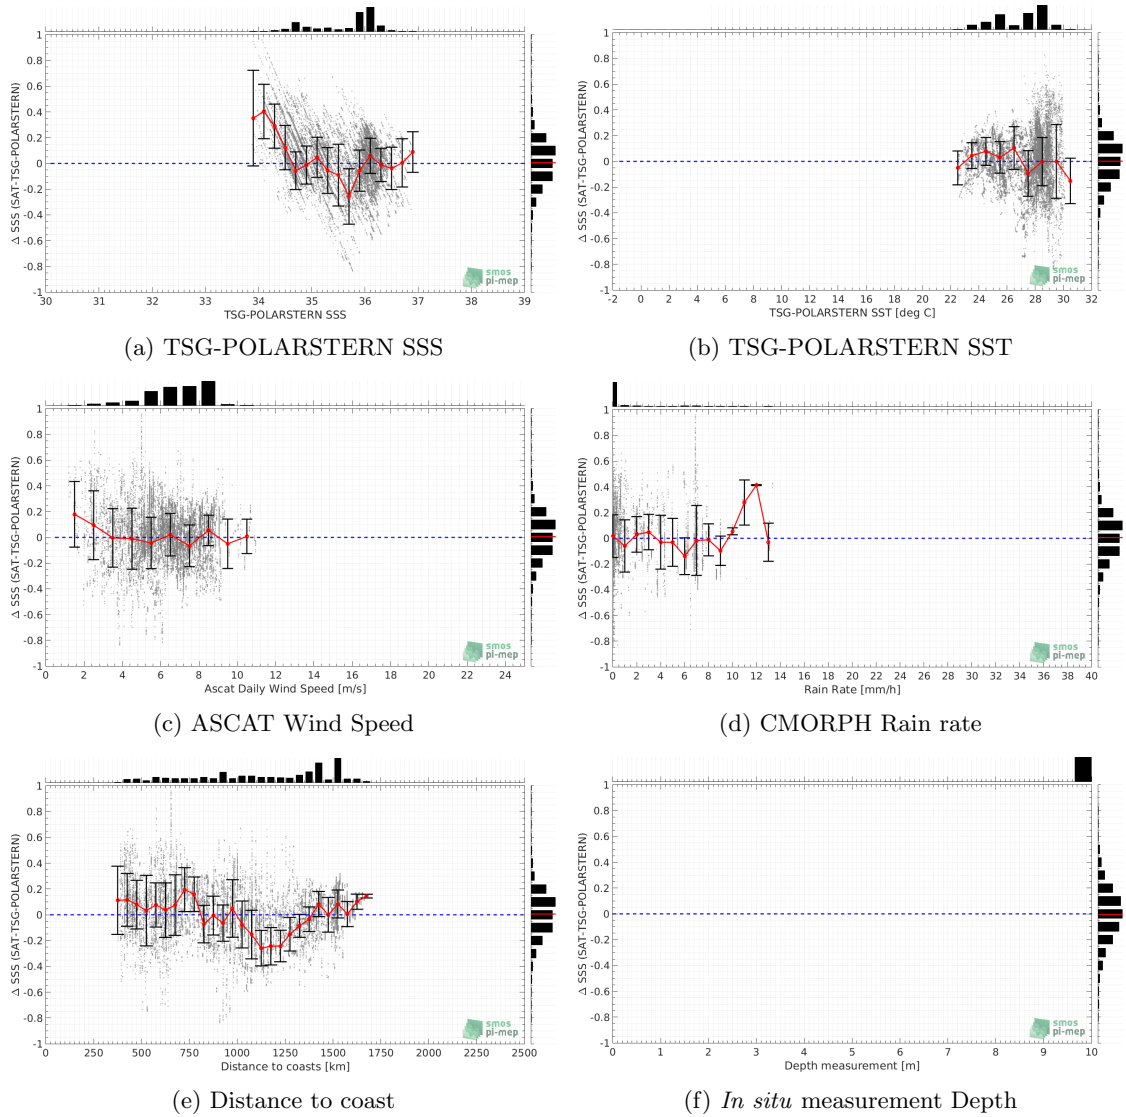 1
0.8
0.6
0.4
0.2
0
-0.2
-0.4
-0.6
-0.8
-1
Δ SSS (SAT-TSG-POLARSTERN)
smos
pi-mep
30 31 32 33 34 35 36 37 38 39
TSG-POLARSTERN SSS
(a) TSG-POLARSTERN SSS
1
0.8
0.6
0.4
0.2
0
-0.2
-0.4
-0.6
-0.8
-1
Δ SSS (SAT-TSG-POLARSTERN)
smos
pi-mep
-2 0 2 4 6 8 10 12 14 16 18 20 22 24 26 28 30 32
TSG-POLARSTERN SST [deg C]
(b) TSG-POLARSTERN SST
1
0.8
0.6
0.4
0.2
0
-0.2
-0.4
-0.6
-0.8
-1
Δ SSS (SAT-TSG-POLARSTERN)
smos
pi-mep
0 2 4 6 8 10 12 14 16 18 20 22 24
Ascat Daily Wind Speed [m/s]
(c) ASCAT Wind Speed
1
0.8
0.6
0.4
0.2
0
-0.2
-0.4
-0.6
-0.8
-1
Δ SSS (SAT-TSG-POLARSTERN)
smos
pi-mep
0 2 4 6 8 10 12 14 16 18 20 22 24 26 28 30 32 34 36 38 40
Rain Rate [mm/h]
(d) CMORPH Rain rate
1
0.8
0.6
0.4
0.2
0
-0.2
-0.4
-0.6
-0.8
-1
Δ SSS (SAT-TSG-POLARSTERN)
smos
pi-mep
0 250 500 750 1000 1250 1500 1750 2000 2250 2500
Distance to coasts [km]
(e) Distance to coast
1
0.8
0.6
0.4
0.2
0
-0.2
-0.4
-0.6
-0.8
-1
Δ SSS (SAT-TSG-POLARSTERN)
smos
pi-mep
0 1 2 3 4 5 6 7 8 9 10
Depth measurement [m]
(f) In situ measurement Depth